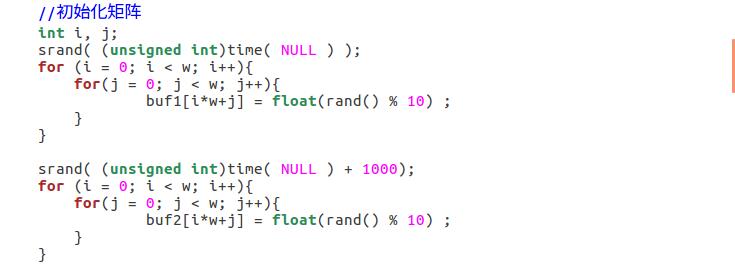 //初始化矩阵
int i, j;
srand( (unsigned int)time( NULL ) );
for (i = 0; i < w; i++){
    for(j = 0; j < w; j++){
            buf1[i*w+j] = float(rand() % 10) ;
    }
}

srand( (unsigned int)time( NULL ) + 1000);
for (i = 0; i < w; i++){
    for(j = 0; j < w; j++){
            buf2[i*w+j] = float(rand() % 10) ;
    }
}